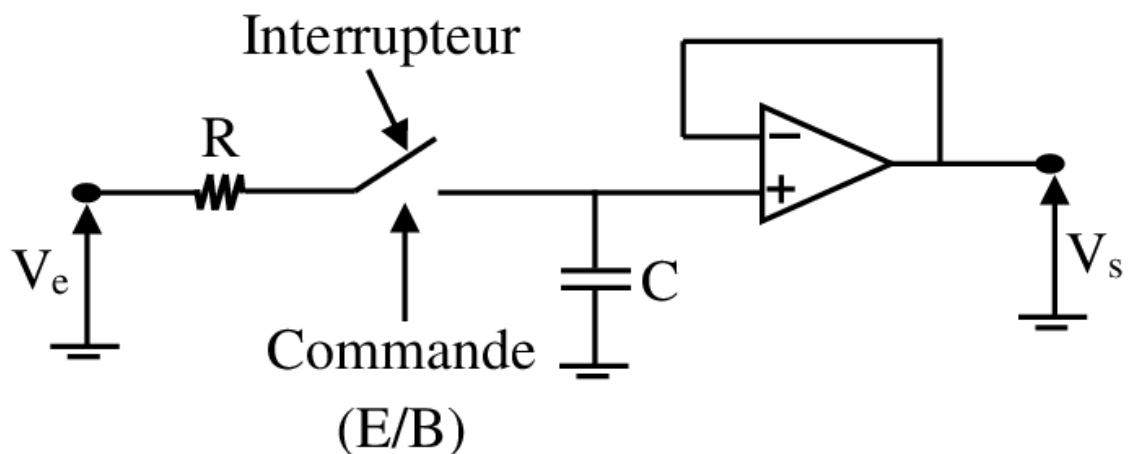 Interrupteur
R
−
+
Ve
C
Vs
Commande
(E/B)